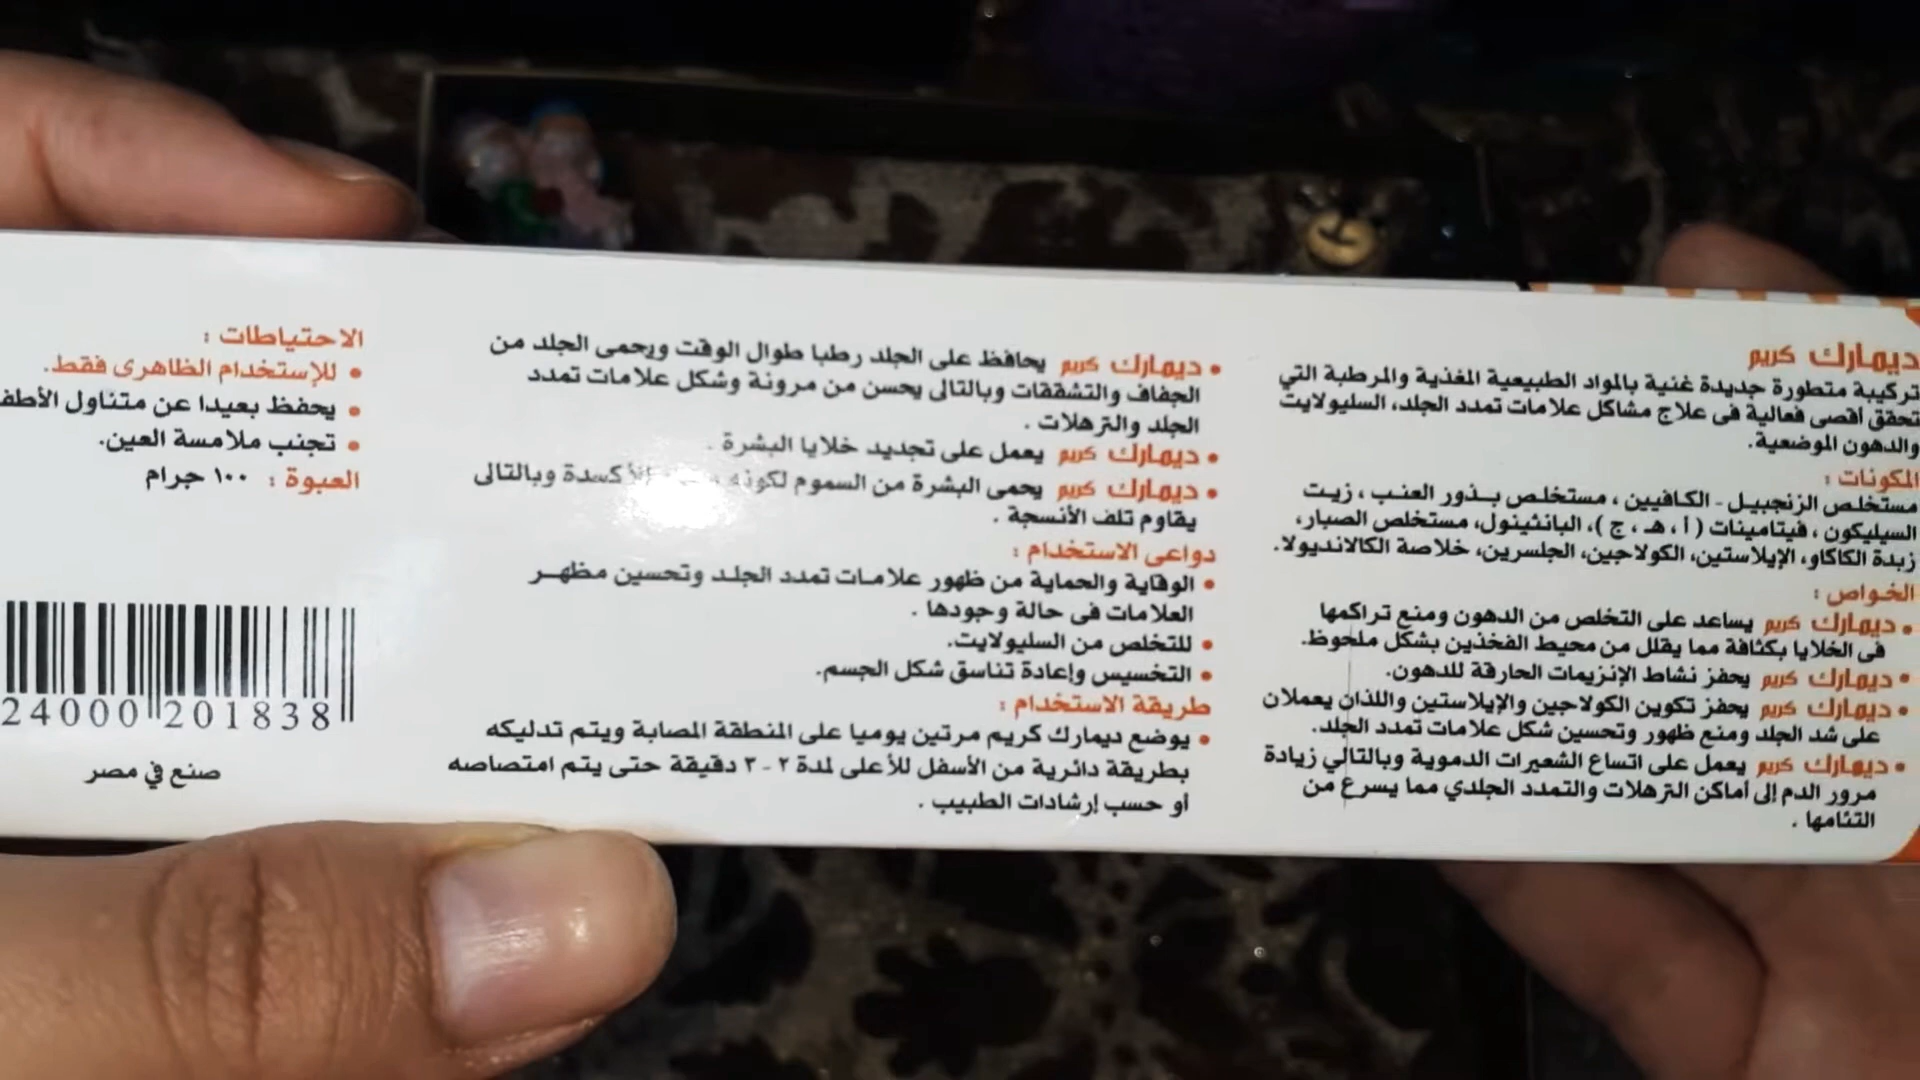 ديمارك كريم
تركيبة متطورة جديدة غنية بالمواد الطبيعية المغذية والمرطبة التي
تحقق أقصى فعالية فى علاج مشاكل علامات تمدد الجلد، السليولايت
والدهون الموضعية.
المكونات :
مستخلص الزنجبيل - الكافيين ، مستخلص بذور العنب ، زيت
السيليكون ، فيتامينات ( أ ، هـ ، ج )، البانثينول، مستخلص الصبار،
زبدة الكاكاو، الإيلاستين، الكولاجين، الجلسرين، خلاصة الكالانديولا.
الخواص :
• ديمارك كريم يساعد على التخلص من الدهون ومنع تراكمها
فى الخلايا بكثافة مما يقلل من محيط الفخذين بشكل ملحوظ.
• ديمارك كريم يحفز نشاط الإنزيمات الحارقة للدهون.
• ديمارك كريم يحفز تكوين الكولاجين والإيلاستين واللذان يعملان
على شد الجلد ومنع ظهور وتحسين شكل علامات تمدد الجلد.
• ديمارك كريم يعمل على اتساع الشعيرات الدموية وبالتالي زيادة
مرور الدم إلى أماكن الترهلات والتمدد الجلدي مما يسرع من
التئامها .
• ديمارك كريم يحافظ على الجلد رطبا طوال الوقت ويحمى الجلد من
الجفاف والتشققات وبالتالى يحسن من مرونة وشكل علامات تمدد
الجلد والترهلات .
• ديمارك كريم يعمل على تجديد خلايا البشرة .
• ديمارك كريم يحمى البشرة من السموم لكونه الأكسدة وبالتالى
يقاوم تلف الأنسجة .
دواعى الاستخدام :
• الوقاية والحماية من ظهور علامات تمدد الجلد وتحسين مظهر
العلامات فى حالة وجودها .
• للتخلص من السليولايت.
• التخسيس وإعادة تناسق شكل الجسم.
طريقة الاستخدام :
• يوضع ديمارك كريم مرتين يوميا على المنطقة المصابة ويتم تدليكه
بطريقة دائرية من الأسفل للأعلى لمدة ٢ - ٣ دقيقة حتى يتم امتصاصه
أو حسب إرشادات الطبيب .
الاحتياطات :
• للإستخدام الظاهرى فقط.
• يحفظ بعيدا عن متناول
• تجنب ملامسة العين.
العبوة : ١٠٠ جرام
24000 201838
صنع في مصر